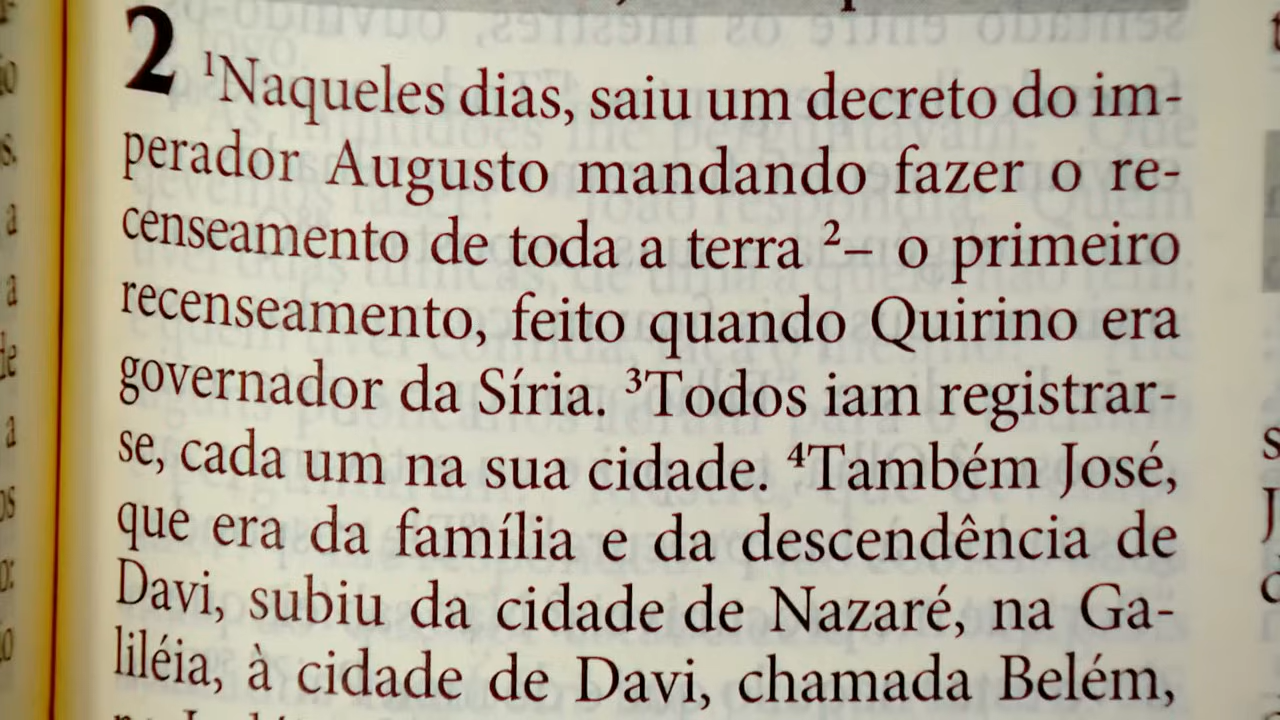 2 ¹Naqueles dias, saiu um decreto do im-
perador Augusto mandando fazer o re-
censeamento de toda a terra ²– o primeiro
recenseamento, feito quando Quirino era
governador da Síria. ³Todos iam registrar-
se, cada um na sua cidade. ⁴Também José,
que era da família e da descendência de
Davi, subiu da cidade de Nazaré, na Ga-
liléia, à cidade de Davi, chamada Belém,